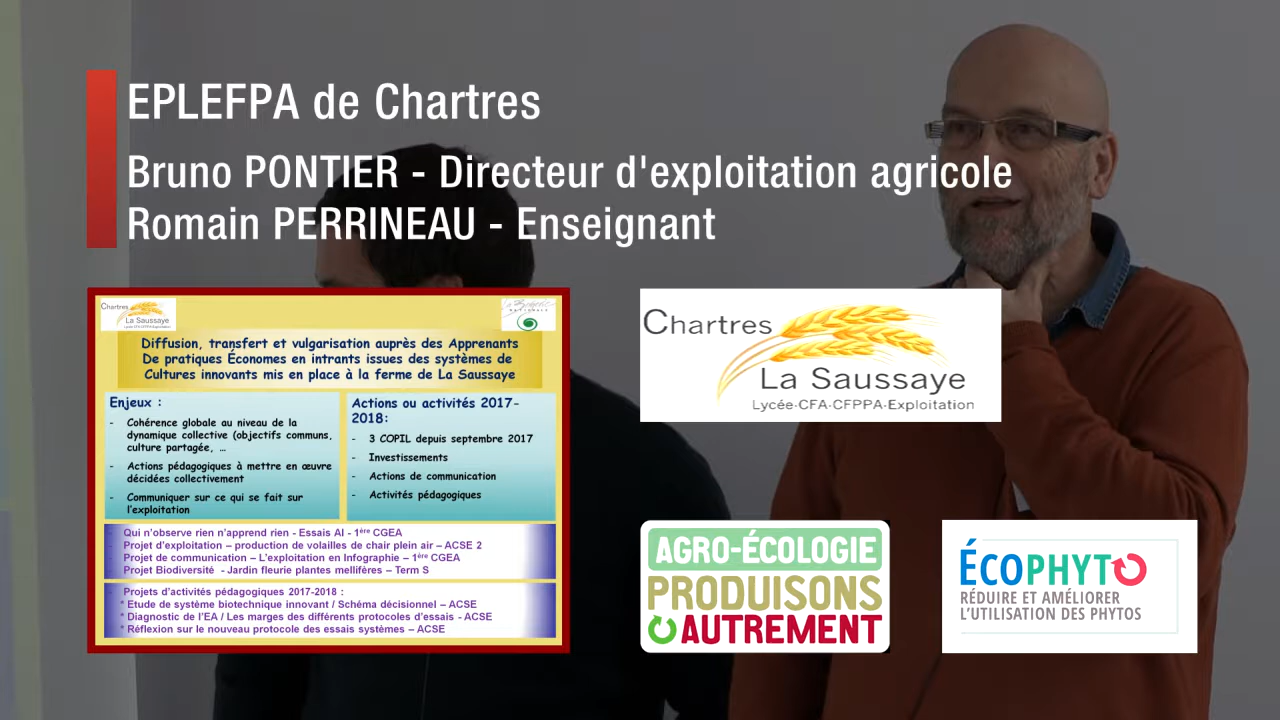 EPLEFPA de Chartres
Bruno PONTIER - Directeur d'exploitation agricole
Romain PERRINEAU - Enseignant
Chartres
La Saussaye
Lycée-CFA-CFPPA-Exploitation
Diffusion, transfert et vulgarisation auprès des Apprenants
De pratiques Économes en intrants issues des systèmes de
Cultures innovants mis en place à la ferme de La Saussaye
Enjeux :
- Cohérence globale au niveau de la
dynamique collective (objectifs communs,
culture partagée, …
- Actions pédagogiques à mettre en œuvre
décidées collectivement
- Communiquer sur ce qui se fait sur
l'exploitation
Actions ou activités 2017-
2018:
- 3 COPIL depuis septembre 2017
- Investissements
- Actions de communication
- Activités pédagogiques
- Qui n'observe rien n'apprend rien - Essais AI - 1ère CGEA
- Projet d'exploitation – production de volailles de chair plein air – ACSE 2
- Projet de communication – L'exploitation en Infographie – 1ère CGEA
- Projet Biodiversité - Jardin fleurie plantes mellifères – Term S
- Projets d'activités pédagogiques 2017-2018 :
* Etude de système biotechnique innovant / Schéma décisionnel – ACSE
* Diagnostic de l'EA / Les marges des différents protocoles d'essais - ACSE
* Réflexion sur le nouveau protocole des essais systèmes – ACSE
Chartres
La Saussaye
Lycée-CFA-CFPPA-Exploitation
AGRO-ÉCOLOGIE
PRODUISONS
AUTREMENT
ÉCOPHYTO
RÉDUIRE ET AMÉLIORER
L'UTILISATION DES PHYTOS